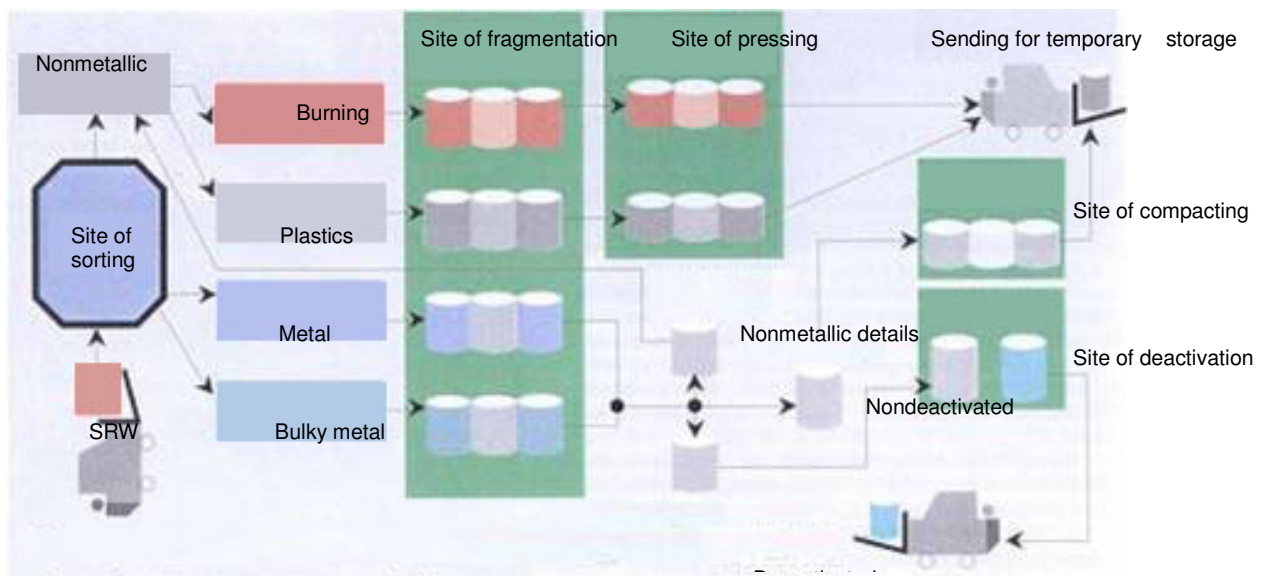 Site of fragmentation
Site of pressing
Sending for temporary storage
Nonmetallic
Burning
Plastics
Site of
sorting
Metal
Bulky metal
SRW
Nonmetallic details
Nondeactivated
Site of compacting
Site of deactivation